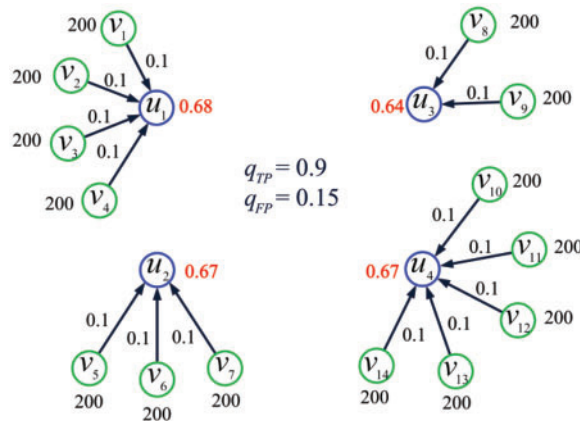 200 v1 0.1
200 v2 0.1
200 v3 0.1
200 v4 0.1
u1 0.68
v8 200
0.1
0.64 u3 0.1 v9 200
qTP = 0.9
qFP = 0.15
u2 0.67
0.1 0.1 0.1
v5 v6 v7
200 200 200
v10 200
0.1
0.67 u4 0.1 v11 200
0.1 v12 200
0.1 0.1
v14 v13
200 200